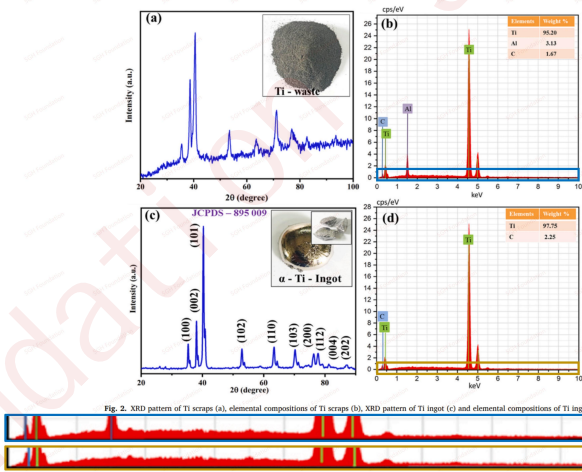 cps/eV
(a)
Ti - waste
Intensity (a.u.)
20 40 60 80 100
2θ (degree)
(b)
Elements Weight %
Ti 95.20
Al 3.13
C 1.67
28
26
24
22
20
18
16
14
12
10
8
6
4
2
0
Ti
Al
C
Ti
0 1 2 3 4 5 6 7 8 9 10
keV
(c)
JCPDS – 895 009
(101)
(002)
(100)
(102)
(110)
(103)
(200)
(112)
(004)
(202)
α - Ti - Ingot
Intensity (a.u.)
20 40 60 80
2θ (degree)
cps/eV
(d)
Elements Weight %
Ti 97.75
C 2.25
28
26
24
22
20
18
16
14
12
10
8
6
4
2
0
Ti
C
Ti
0 1 2 3 4 5 6 7 8 9 10
keV
Fig. 2. XRD pattern of Ti scraps (a), elemental compositions of Ti scraps (b), XRD pattern of Ti ingot (c) and elemental compositions of Ti ing